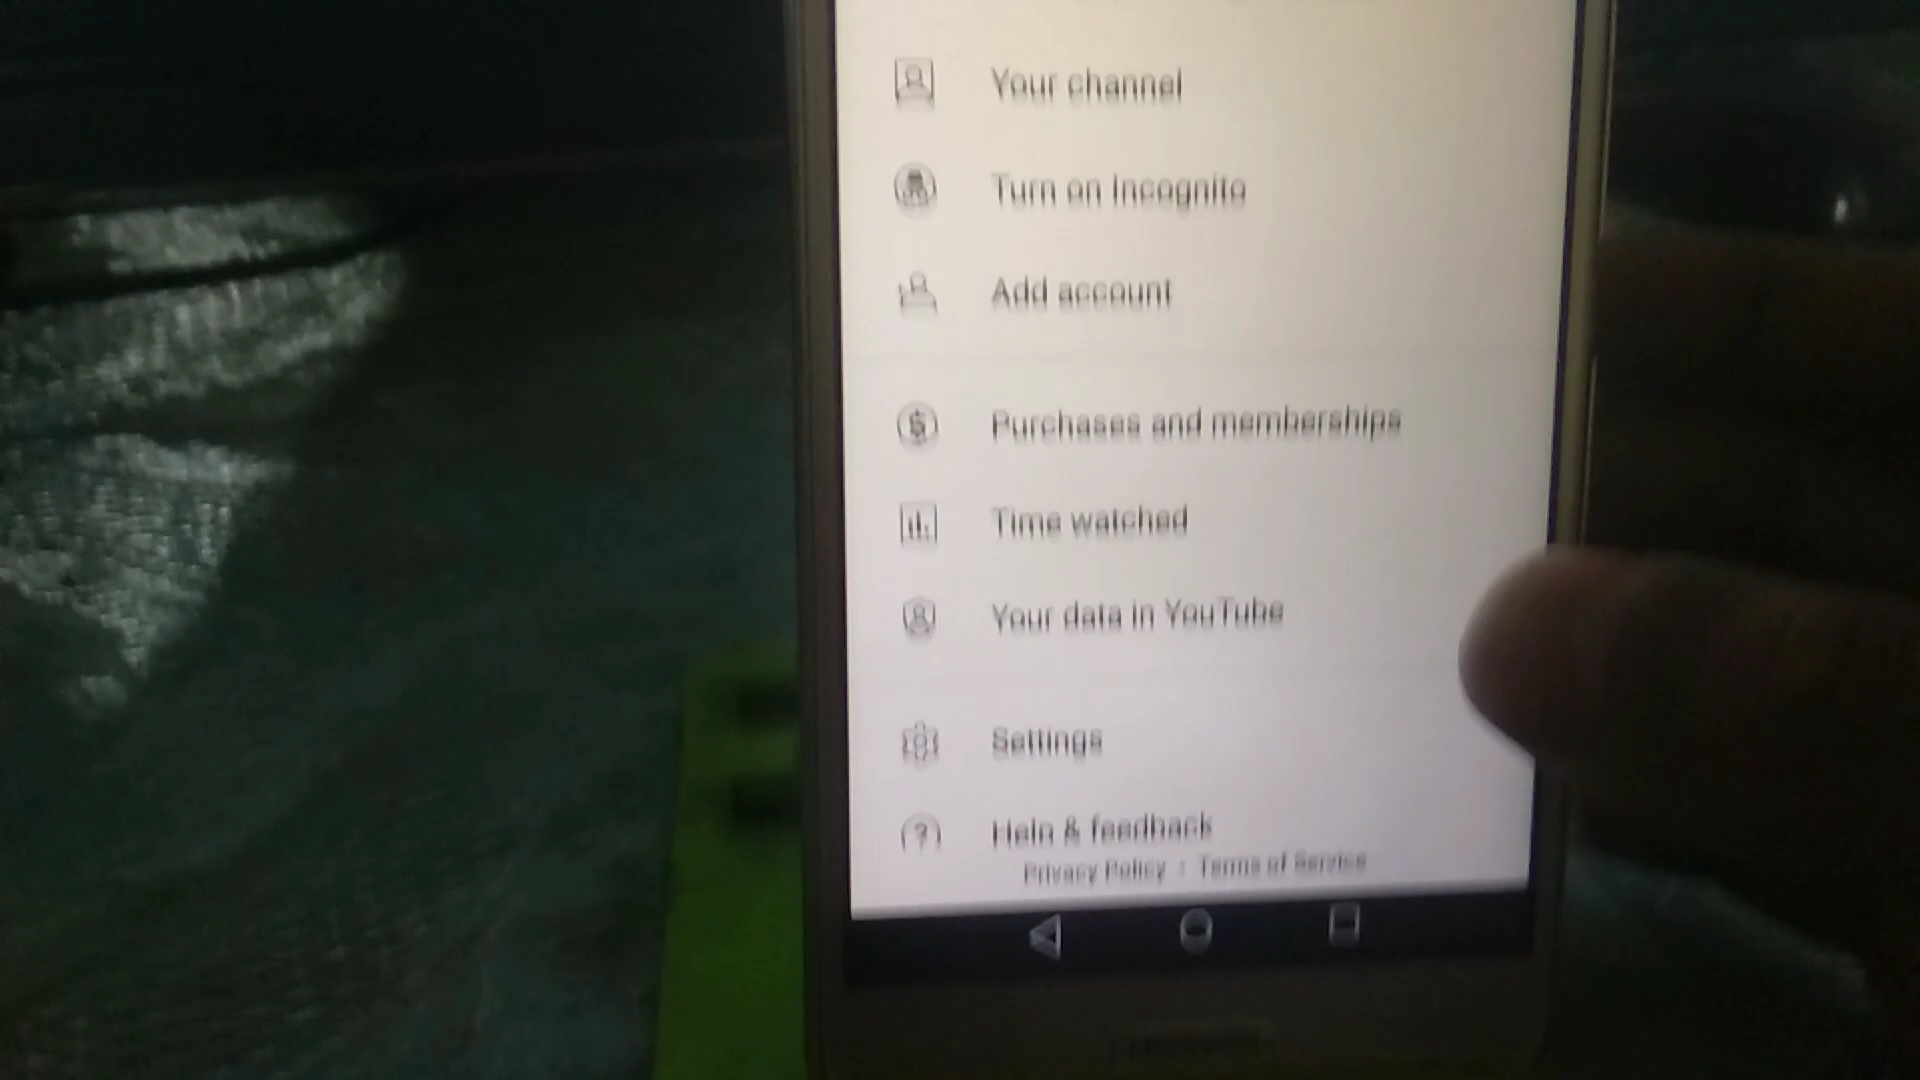 Your channel
Turn on Incognito
Add account
Purchases and memberships
Time watched
Your data in YouTube
Settings
Help & feedback
Privacy Policy · Terms of Service